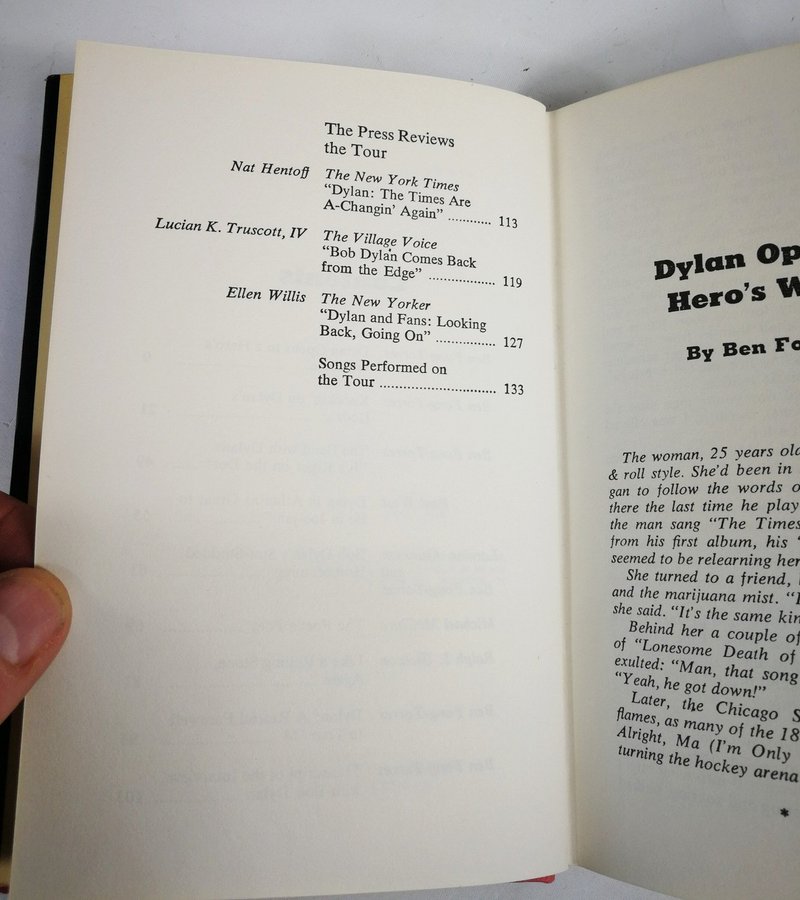 The Press Reviews
the Tour
Nat Hentoff The New York Times
"Dylan: The Times Are
A-Changin' Again" ........... 113
Lucian K. Truscott, IV The Village Voice
"Bob Dylan Comes Back
from the Edge" ................. 119
Ellen Willis The New Yorker
"Dylan and Fans: Looking
Back, Going On" ............... 127
Songs Performed on
the Tour ............................. 133
Dylan Op
Hero's W
By Ben Fo
The woman, 25 years old
& roll style. She'd been in
gan to follow the words o
there the last time he play
the man sang "The Times
from his first album, his "
seemed to be relearning her
She turned to a friend,
and the marijuana mist. "I
she said. "It's the same kin
Behind her a couple of
of "Lonesome Death of
exulted: "Man, that song
"Yeah, he got down!"
Later, the Chicago S
flames, as many of the 18
Alright, Ma (I'm Only
turning the hockey arena
*